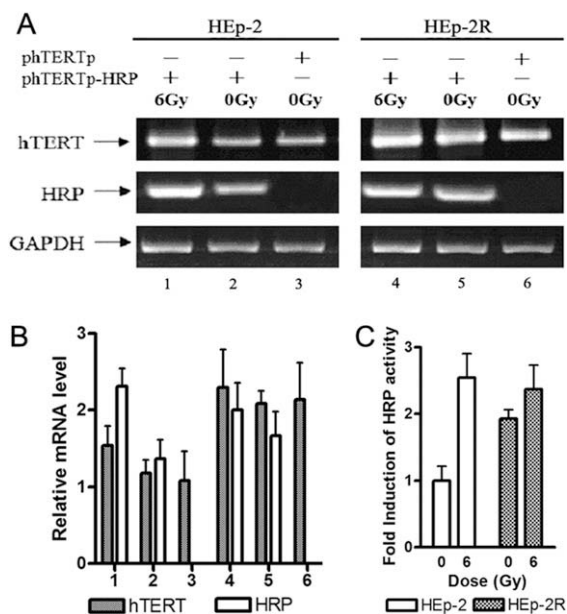 A
HEp-2 HEp-2R
phTERTp — — + — — +
phTERTp-HRP + + — + + —
6Gy 0Gy 0Gy 6Gy 0Gy 0Gy
hTERT
HRP
GAPDH
1 2 3 4 5 6
B
Relative mRNA level
3
2
1
0
1 2 3 4 5 6
hTERT HRP
C
Fold Induction of HRP activity
3
2
1
0
0 6 0 6
Dose (Gy)
HEp-2 HEp-2R